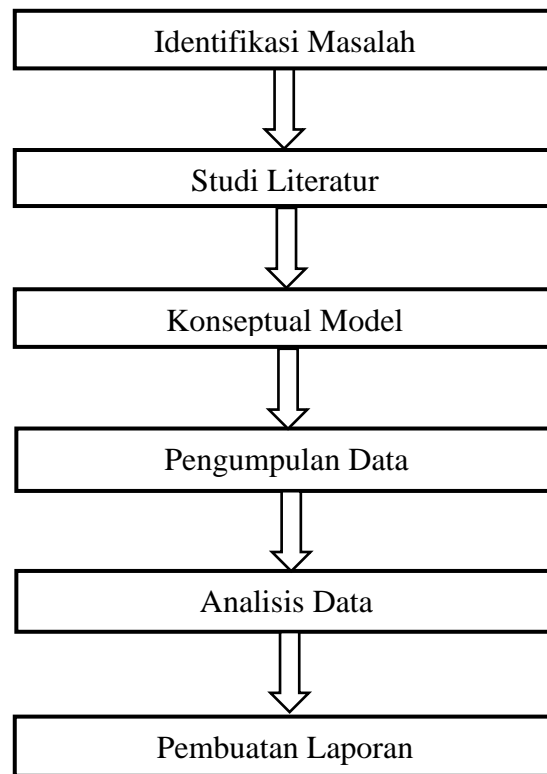 Identifikasi Masalah
Studi Literatur
Konseptual Model
Pengumpulan Data
Analisis Data
Pembuatan Laporan